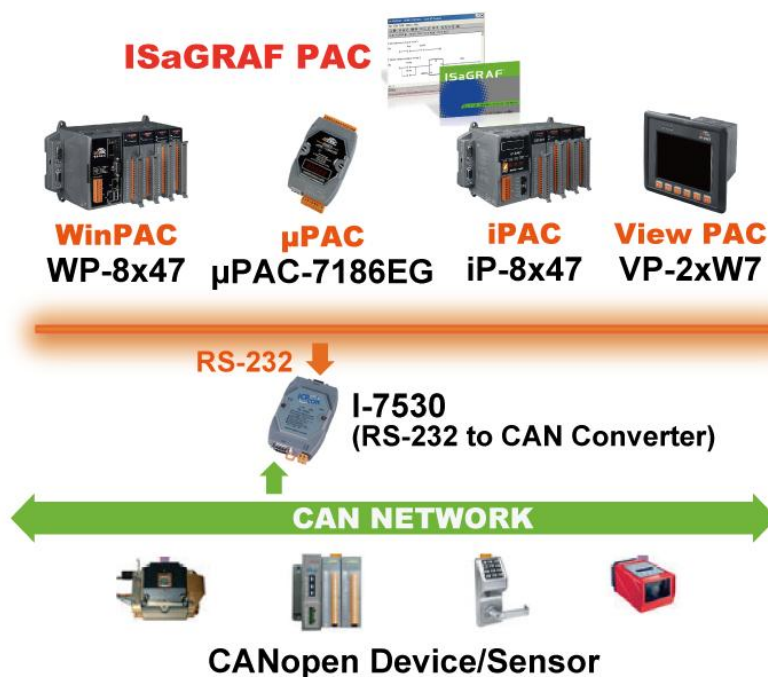 ISaGRAF PAC
ISaGRAF
WinPAC
WP-8x47
µPAC
µPAC-7186EG
iPAC
iP-8x47
View PAC
VP-2xW7
RS-232
I-7530
(RS-232 to CAN Converter)
CAN NETWORK
CANopen Device/Sensor